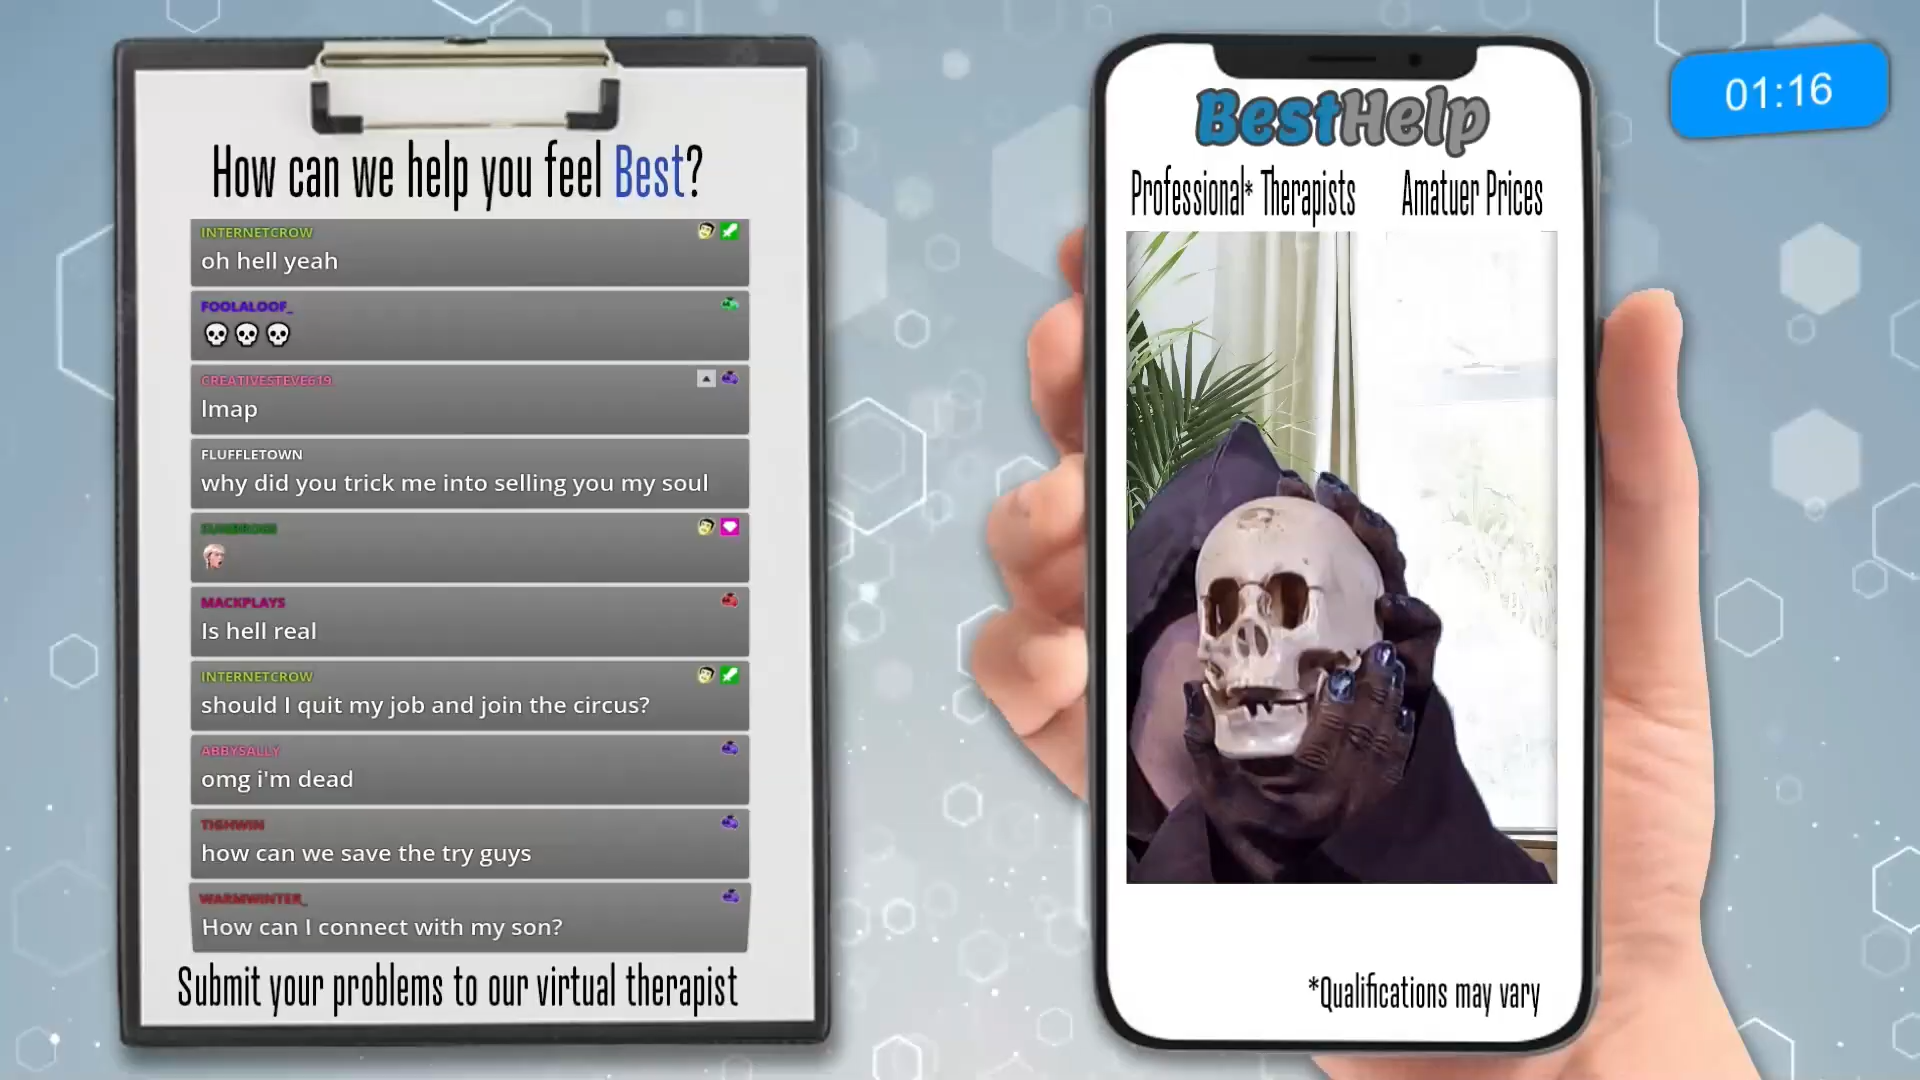 How can we help you feel Best?
INTERNETCROW
oh hell yeah
FOOLALOOF_
CREATIVESTEVE619
lmap
FLUFFLETOWN
why did you trick me into selling you my soul
MACKPLAYS
Is hell real
INTERNETCROW
should I quit my job and join the circus?
ABBYSALLY
omg i'm dead
TIGHWIN
how can we save the try guys
WARMWINTER_
How can I connect with my son?
Submit your problems to our virtual therapist
BestHelp
Professional* Therapists Amatuer Prices
*Qualifications may vary
01:16